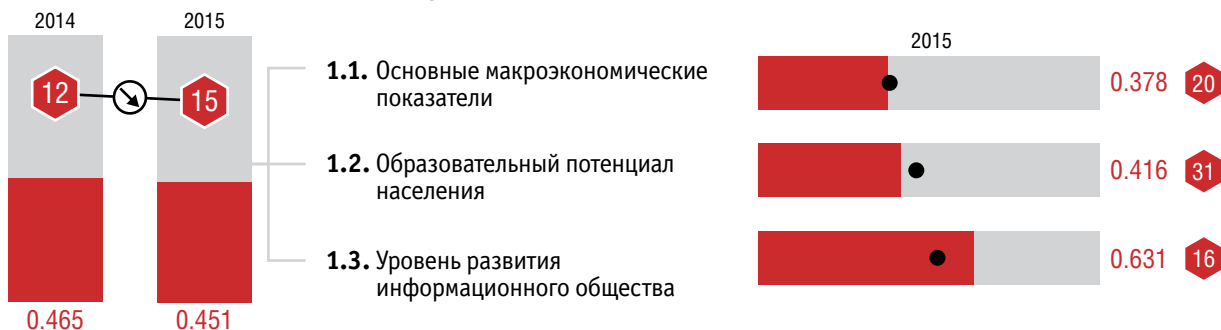 2014
2015
12
15
0.465
0.451
1.1. Основные макроэкономические
показатели
1.2. Образовательный потенциал
населения
1.3. Уровень развития
информационного общества
2015
0.378 20
0.416 31
0.631 16